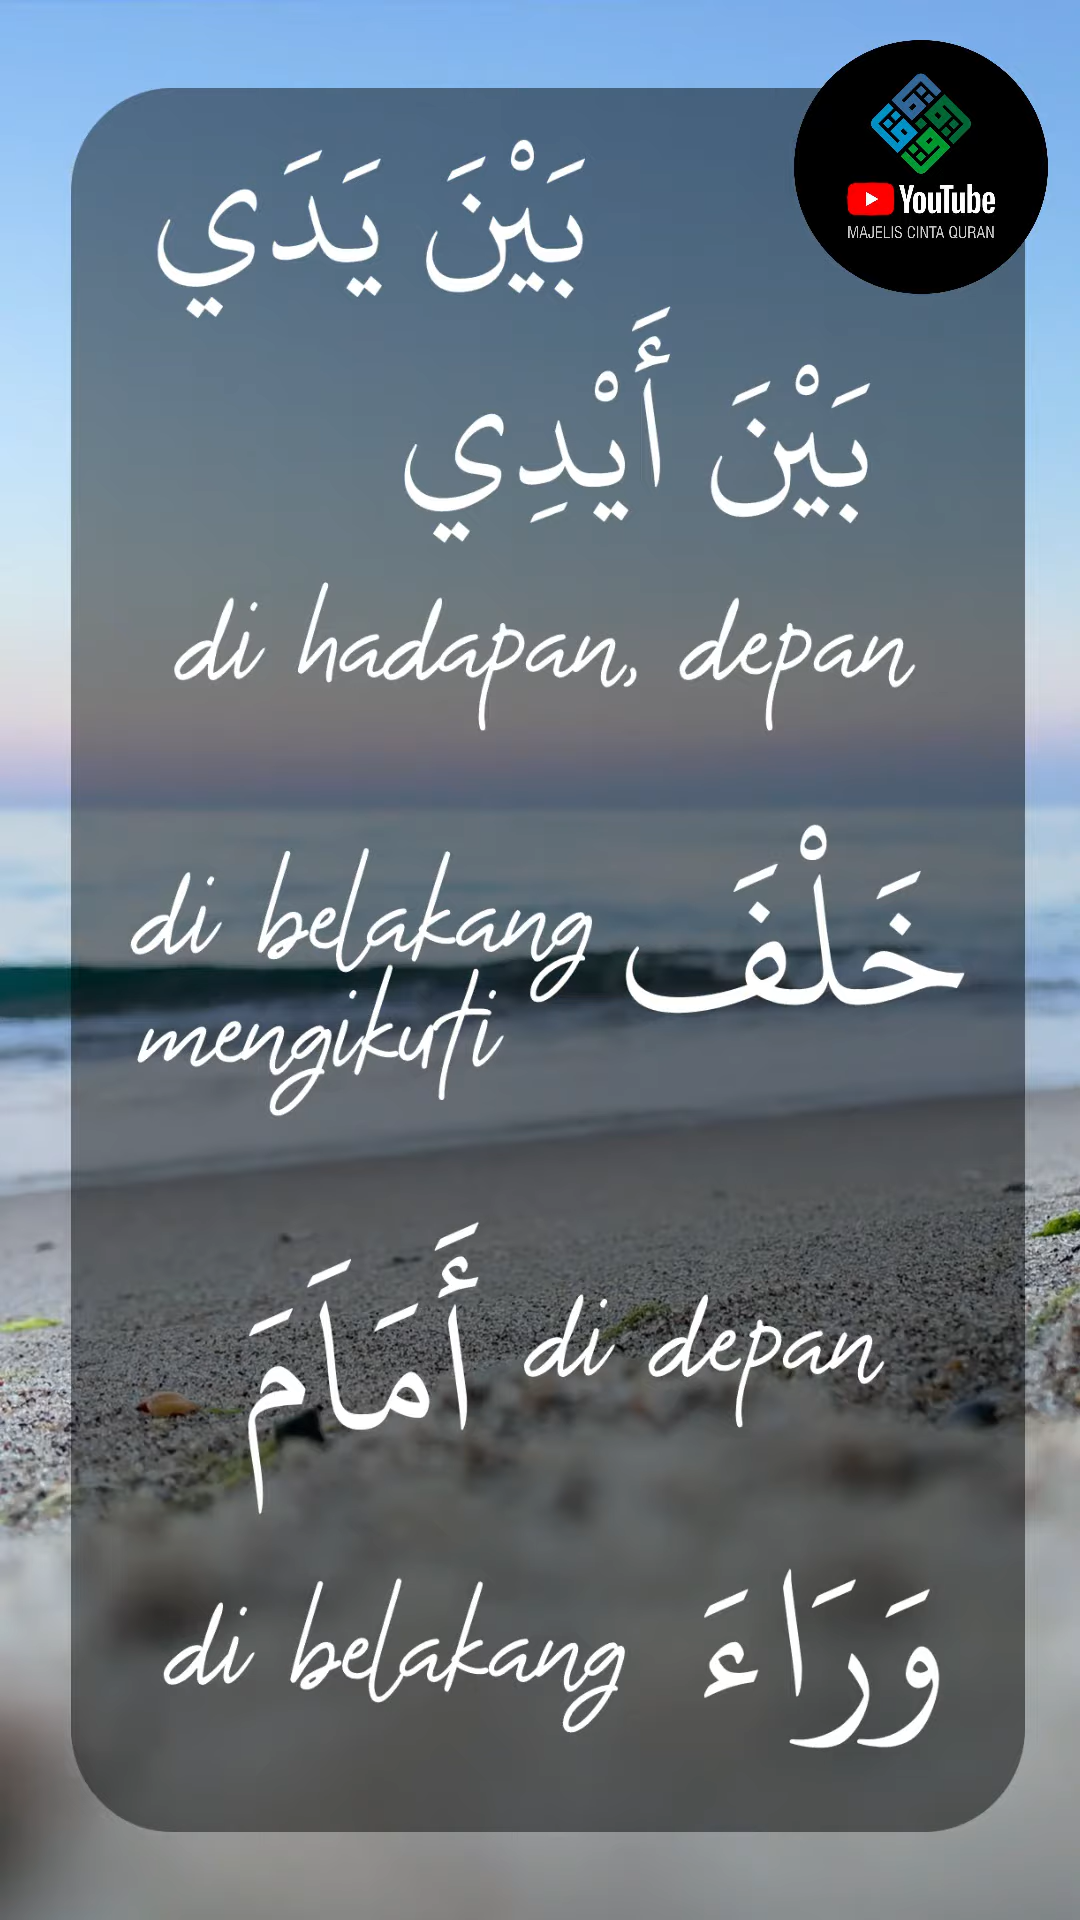 YouTube
MAJELIS CINTA QURAN
بَيْنَ يَدَي
بَيْنَ أَيْدِي
di hadapan, depan
خَلْفَ
di belakang
mengikuti
أَمَامَ
di depan
وَرَاءَ
di belakang